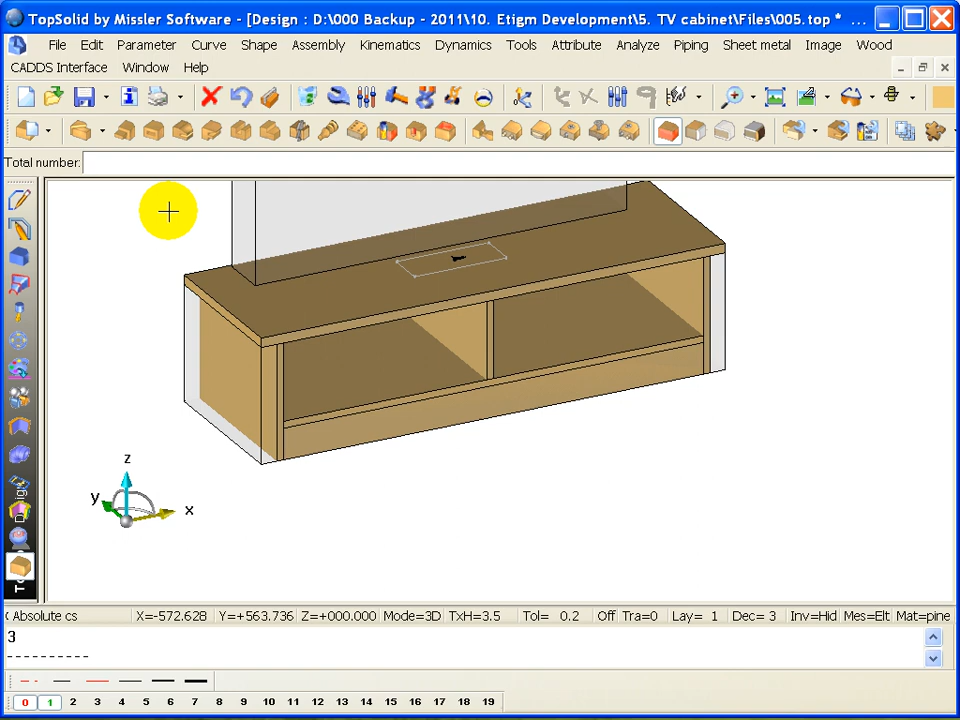 TopSolid by Missler Software - [Design : D:\000 Backup - 2011\10. Etigm Development\5. TV cabinet\Files\005.top * ...
File Edit Parameter Curve Shape Assembly Kinematics Dynamics Tools Attribute Analyze Piping Sheet metal Image Wood
CADDS Interface Window Help
Total number:
z
y
x
Absolute cs X=-572.628 Y=+563.736 Z=+000.000 Mode=3D TxH=3.5 Tol= 0.2 Off Tra=0 Lay= 1 Dec= 3 Inv=Hid Mes=Elt Mat=pine
3
----------
0 1 2 3 4 5 6 7 8 9 10 11 12 13 14 15 16 17 18 19